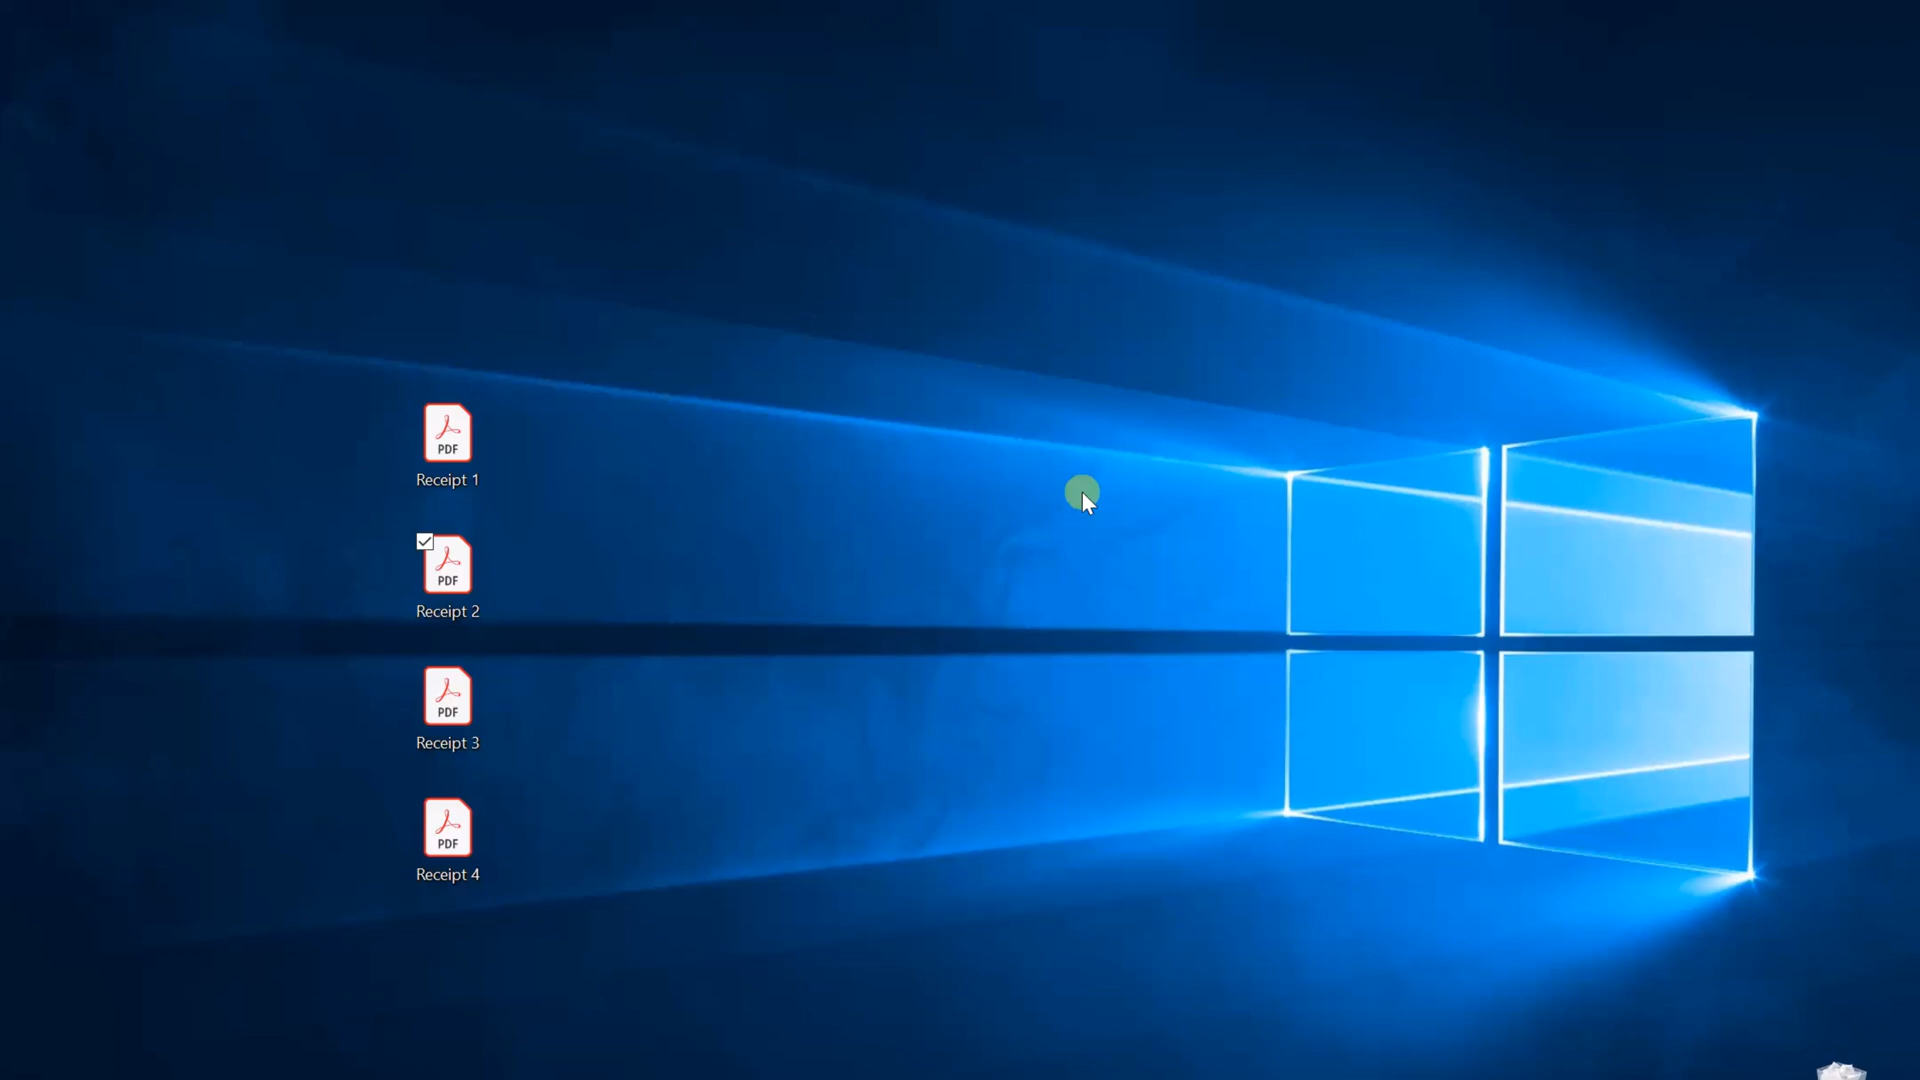 PDF
Receipt 1
PDF
Receipt 2
PDF
Receipt 3
PDF
Receipt 4